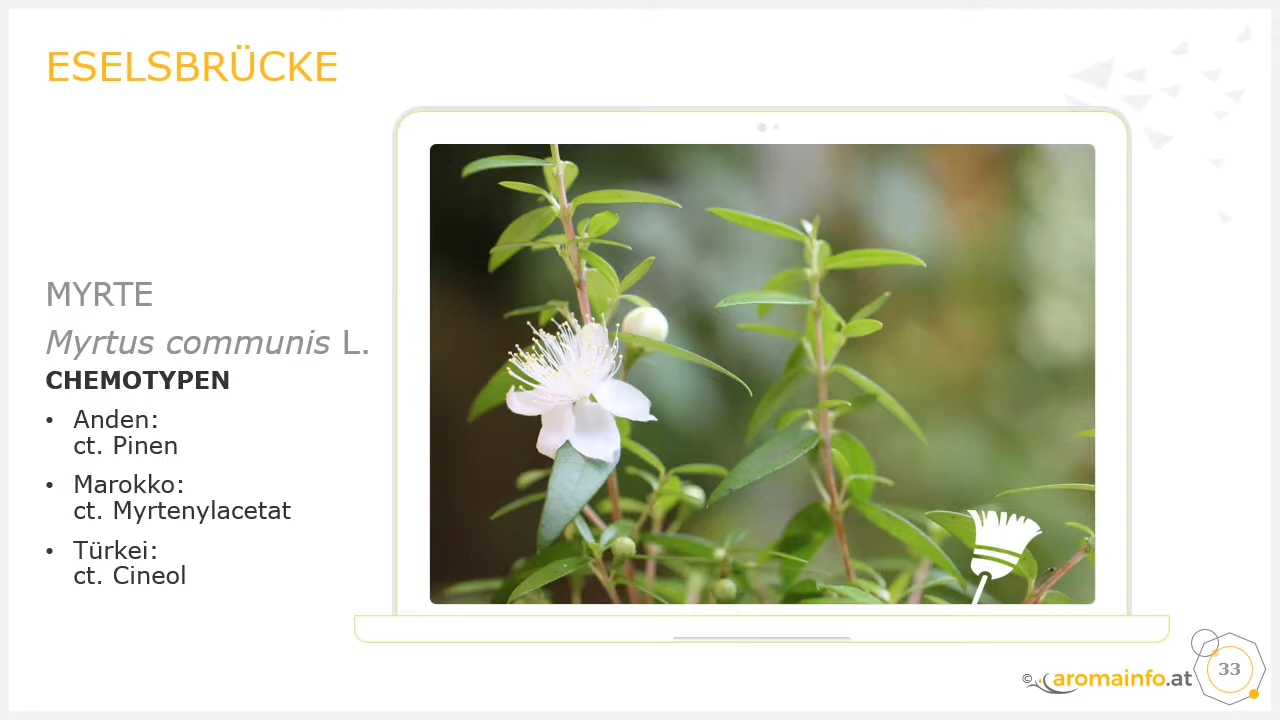 ESELSBRÜCKE
MYRTE
Myrtus communis L.
CHEMOTYPEN
• Anden:
ct. Pinen
• Marokko:
ct. Myrtenylacetat
• Türkei:
ct. Cineol
© aromainfo.at
33